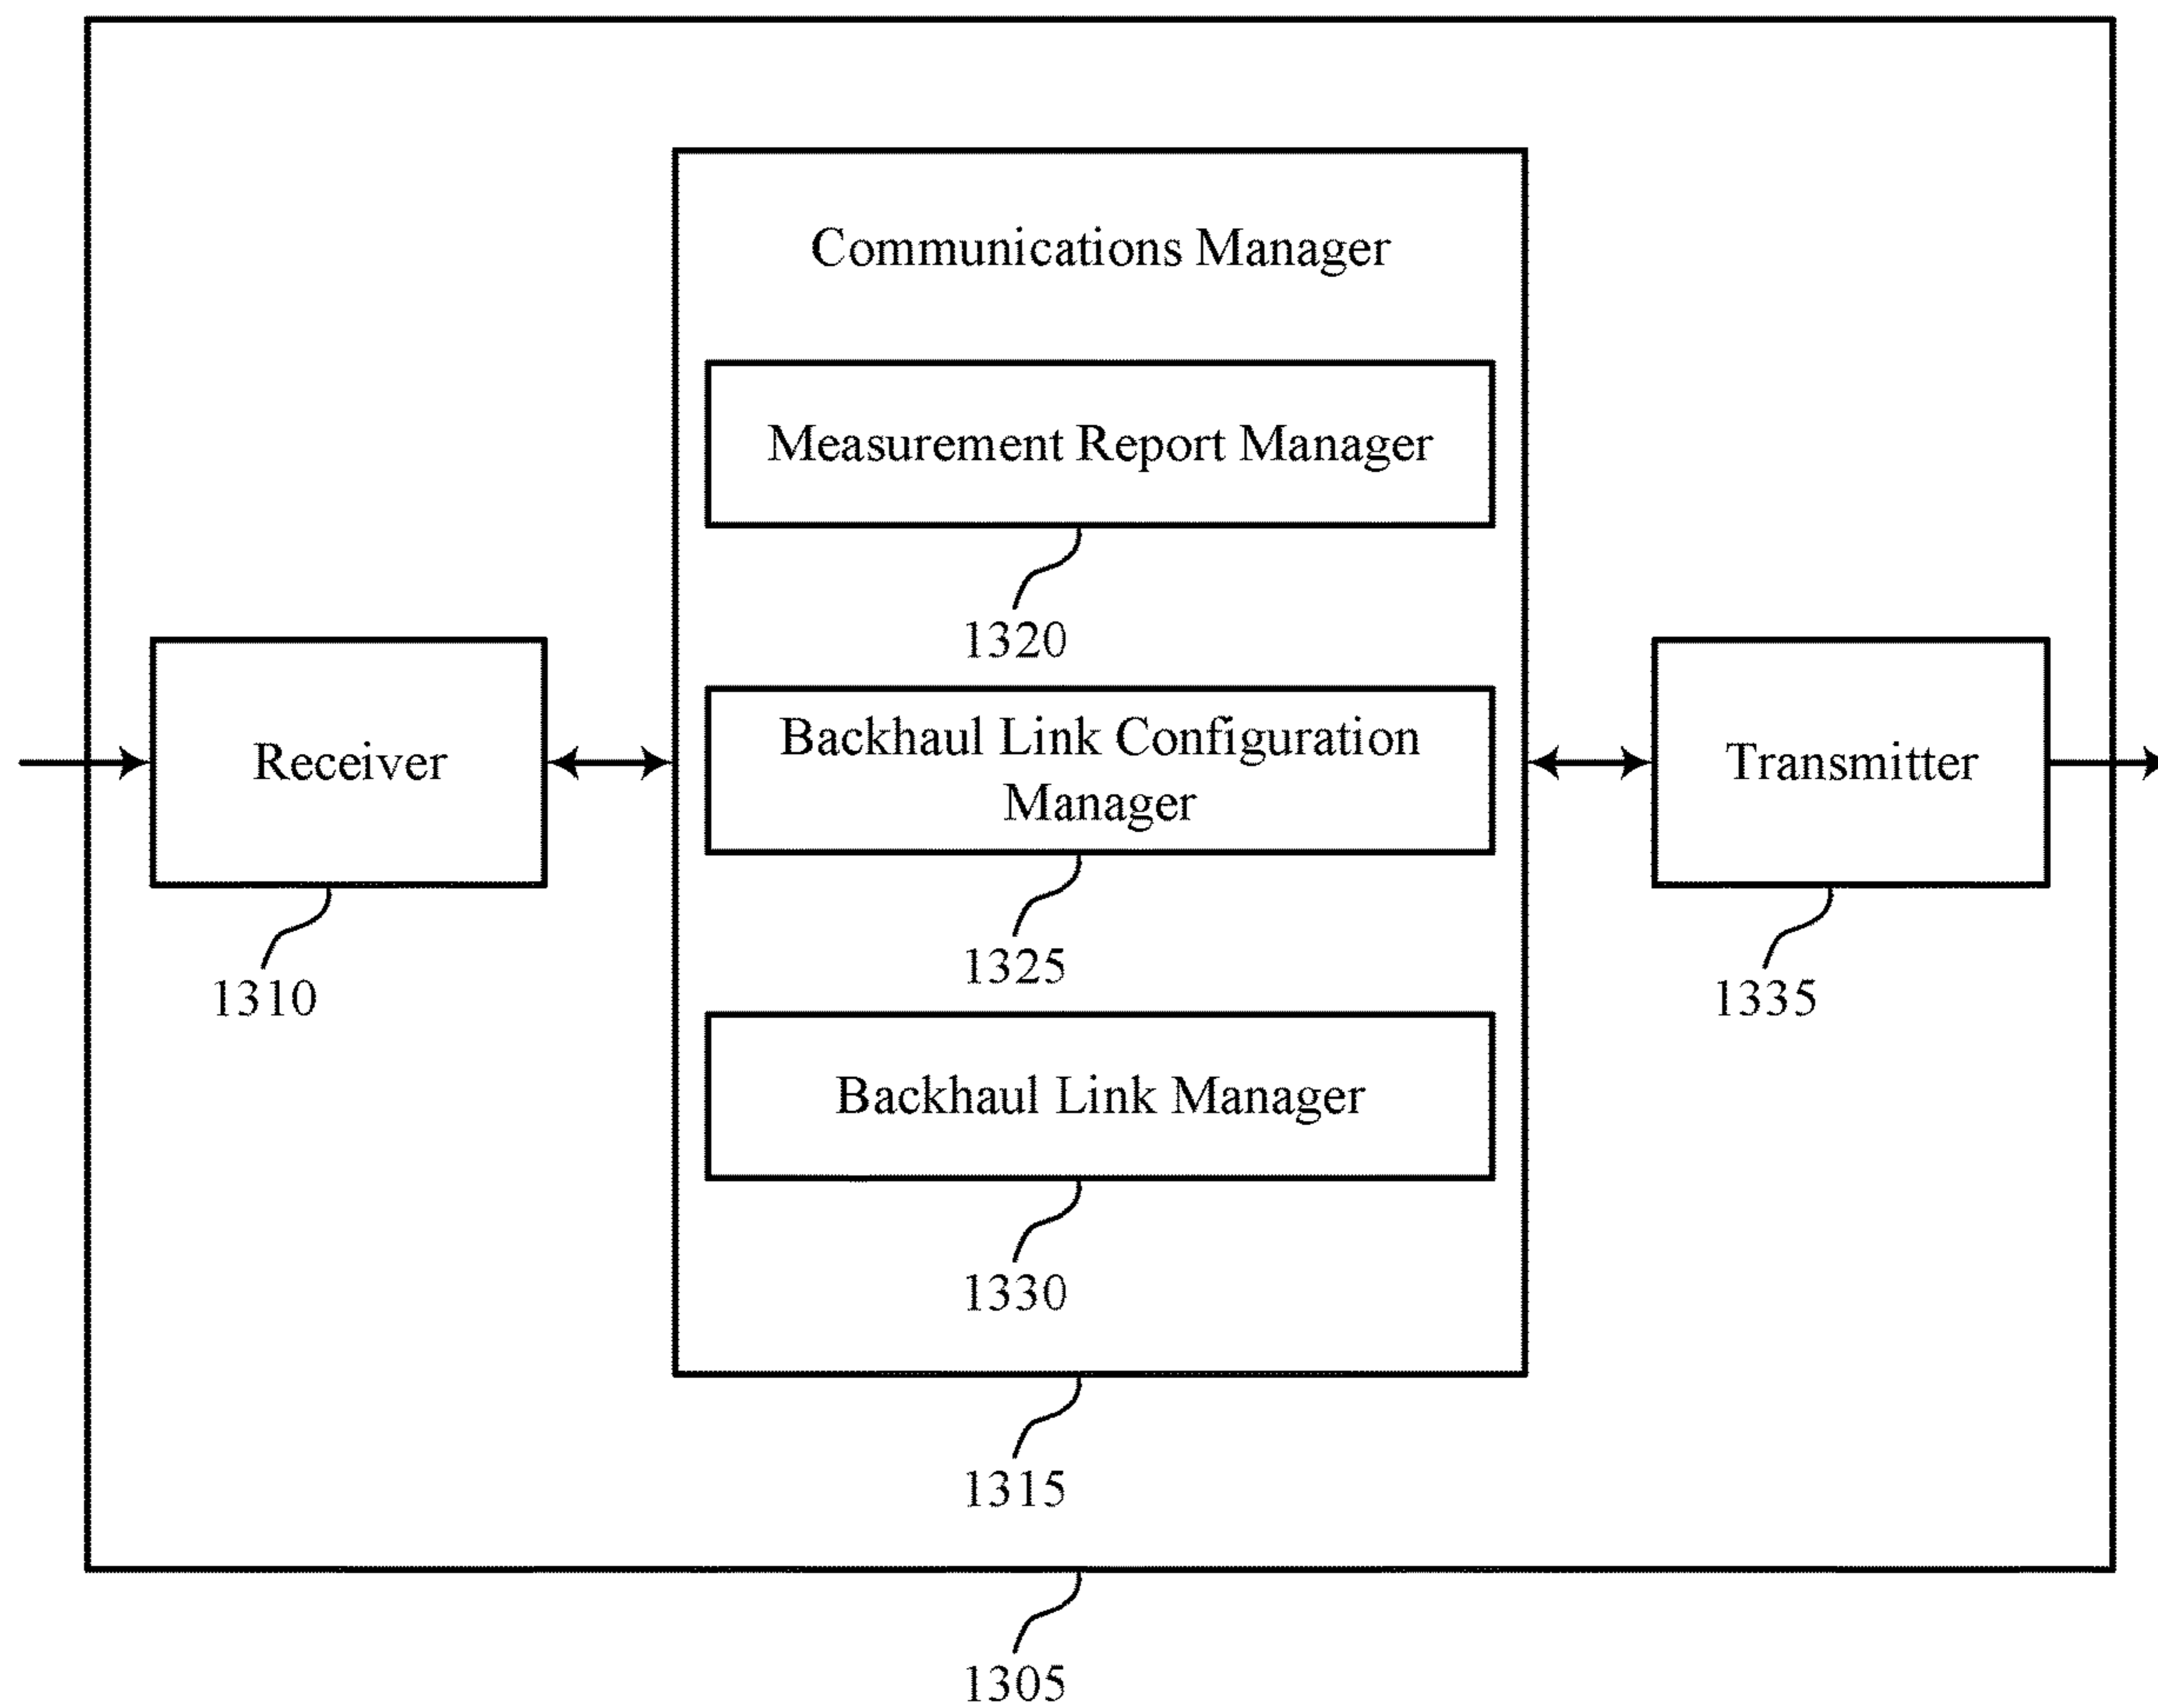 Communications Manager
Measurement Report Manager
1320
Receiver
1310
Backhaul Link Configuration
Manager
1325
Transmitter
1335
Backhaul Link Manager
1330
1315
1305